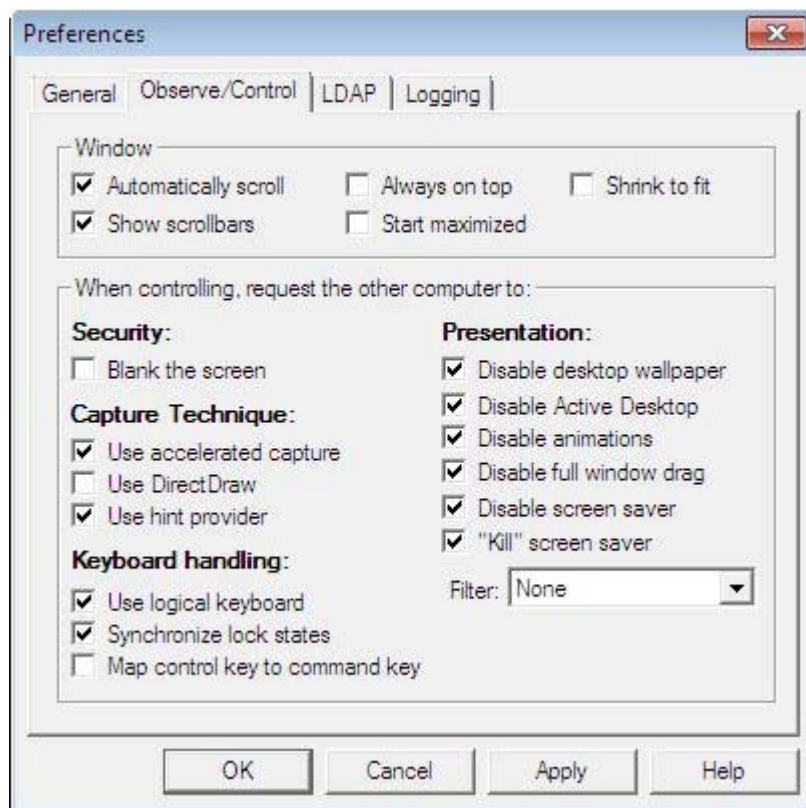 Preferences
General Observe/Control LDAP Logging
Window
Automatically scroll Always on top Shrink to fit
Show scrollbars Start maximized
When controlling, request the other computer to:
Security:
Blank the screen
Capture Technique:
Use accelerated capture
Use DirectDraw
Use hint provider
Keyboard handling:
Use logical keyboard
Synchronize lock states
Map control key to command key
Presentation:
Disable desktop wallpaper
Disable Active Desktop
Disable animations
Disable full window drag
Disable screen saver
"Kill" screen saver
Filter: None
OK Cancel Apply Help